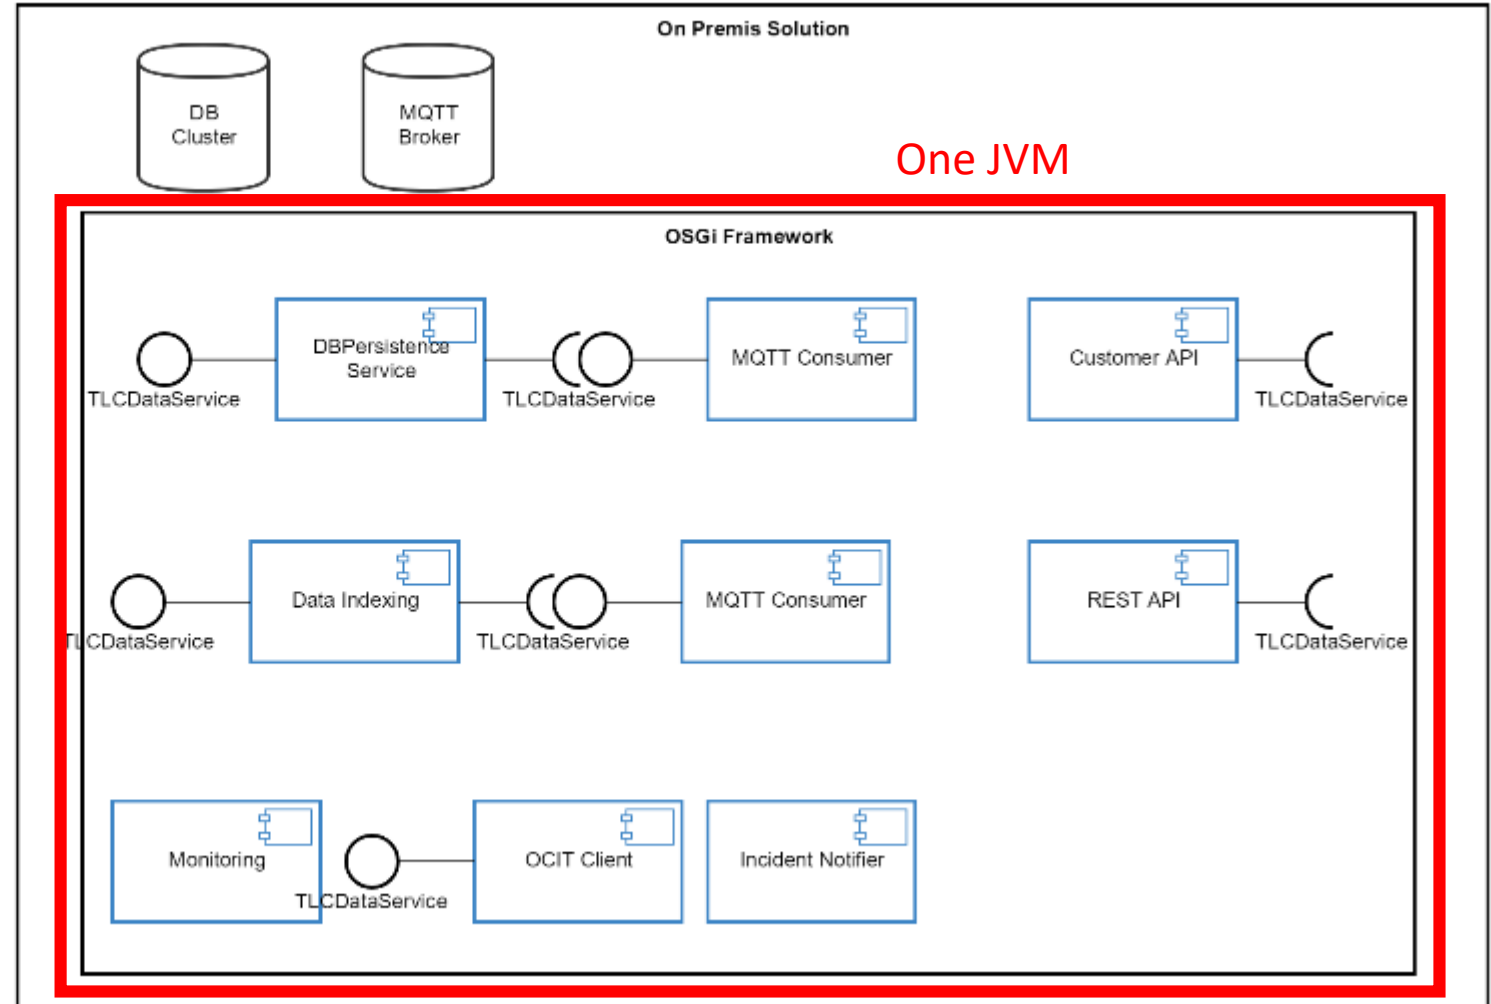 On Premis Solution
DB
Cluster
MQTT
Broker
One JVM
OSGi Framework
DBPersistence
Service
MQTT Consumer
Customer API
TLCDataService
TLCDataService
TLCDataService
Data Indexing
MQTT Consumer
REST API
TLCDataService
TLCDataService
TLCDataService
Monitoring
OCIT Client
Incident Notifier
TLCDataService